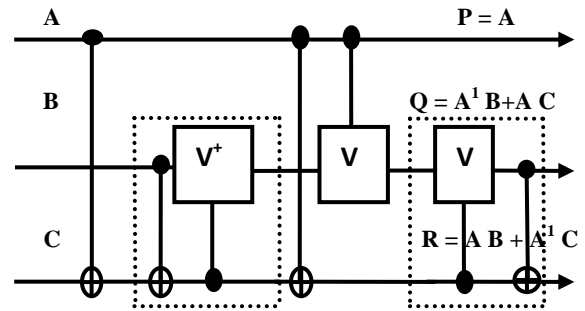 A
P = A
B
Q = A¹ B+A C
V⁺
V
V
C
R = A B + A¹ C